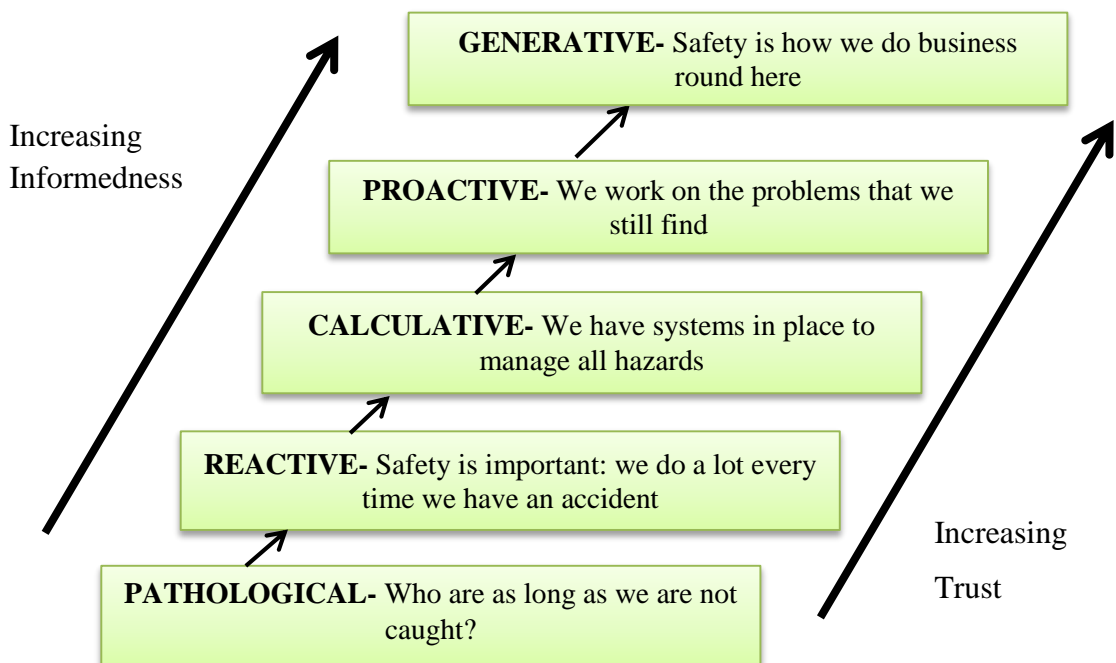 GENERATIVE- Safety is how we do business
round here
Increasing
Informedness
PROACTIVE- We work on the problems that we
still find
CALCULATIVE- We have systems in place to
manage all hazards
REACTIVE- Safety is important: we do a lot every
time we have an accident
Increasing
Trust
PATHOLOGICAL- Who are as long as we are not
caught?